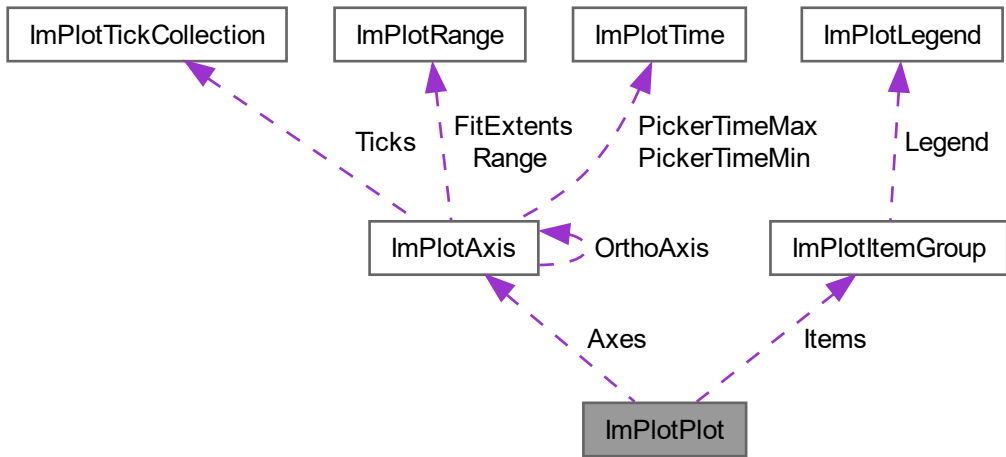 ImPlotTickCollection
ImPlotRange
ImPlotTime
ImPlotLegend
Ticks
FitExtents
Range
PickerTimeMax
PickerTimeMin
Legend
ImPlotAxis
OrthoAxis
ImPlotItemGroup
Axes
Items
ImPlotPlot